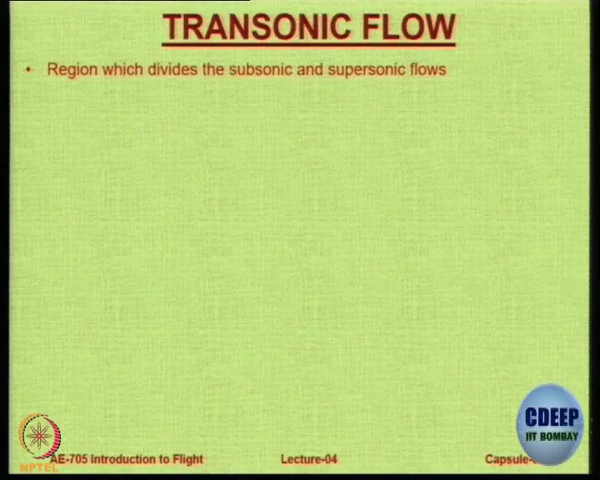 TRANSONIC FLOW
• Region which divides the subsonic and supersonic flows
CDEEP
IIT BOMBAY
NPTEL
AE-705 Introduction to Flight
Lecture-04